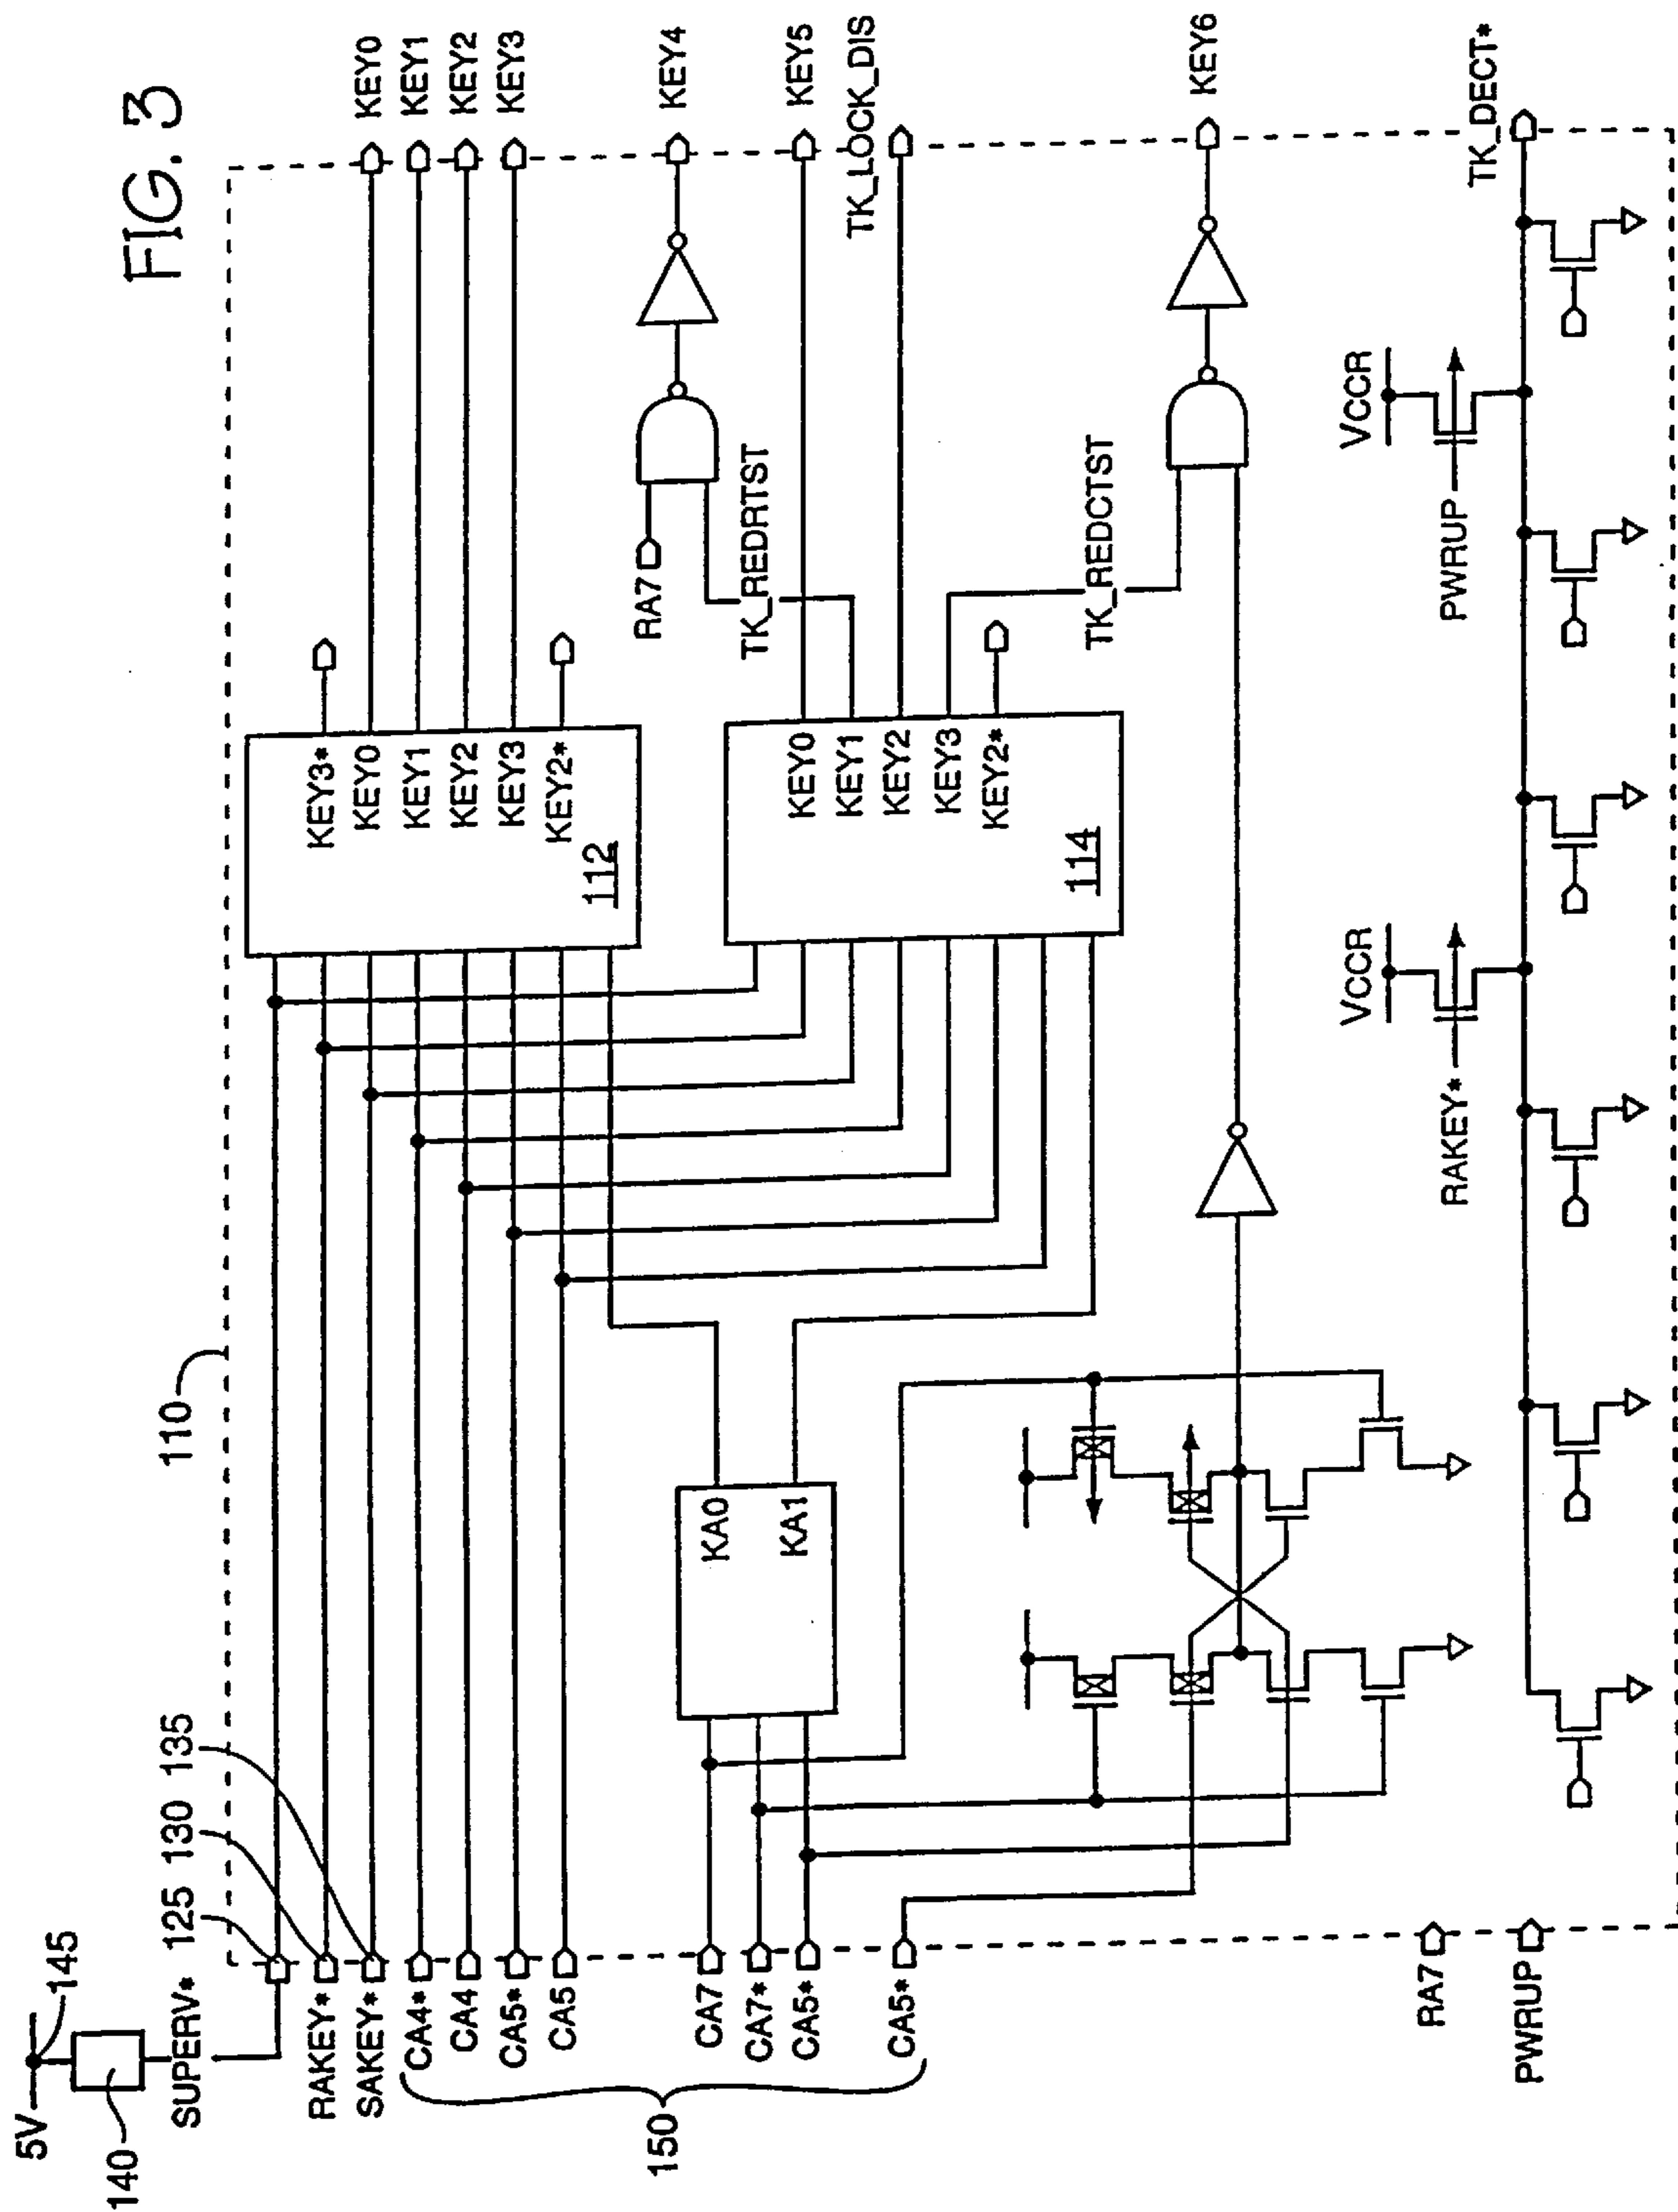 FIG. 3
110
5V
145
140
SUPERV*
125
130
135
RAKEY*
SAKEY*
CA4*
CA4
CA5*
CA5
CA7
CA7*
CA5*
CA5*
150
RA7
PWRUP
KA0
KA1
KEY3*
KEY0
KEY1
KEY2
KEY3
KEY2*
112
KEY0
KEY1
KEY2
KEY3
KEY2*
114
RA7
TK_REDRTST
TK_REDCTST
KEY0
KEY1
KEY2
KEY3
KEY4
KEY5
TK_LOCK_DIS
KEY6
TK_DECT*
VCCR
RAKEY*
VCCR
PWRUP